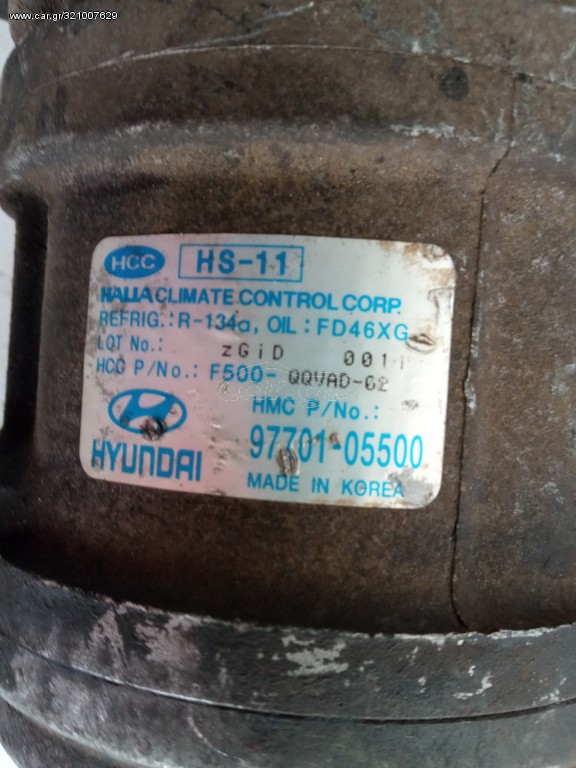 www.car.gr/321007629
HCC HS-11
HALLA CLIMATE CONTROL CORP.
REFRIG.: R-134a, OIL : FD46XG
LOT No.: zGiD 0011
HCC P/No.: F500-QQVAD-02
HMC P/No.:
HYUNDAI 97701-05500
MADE IN KOREA